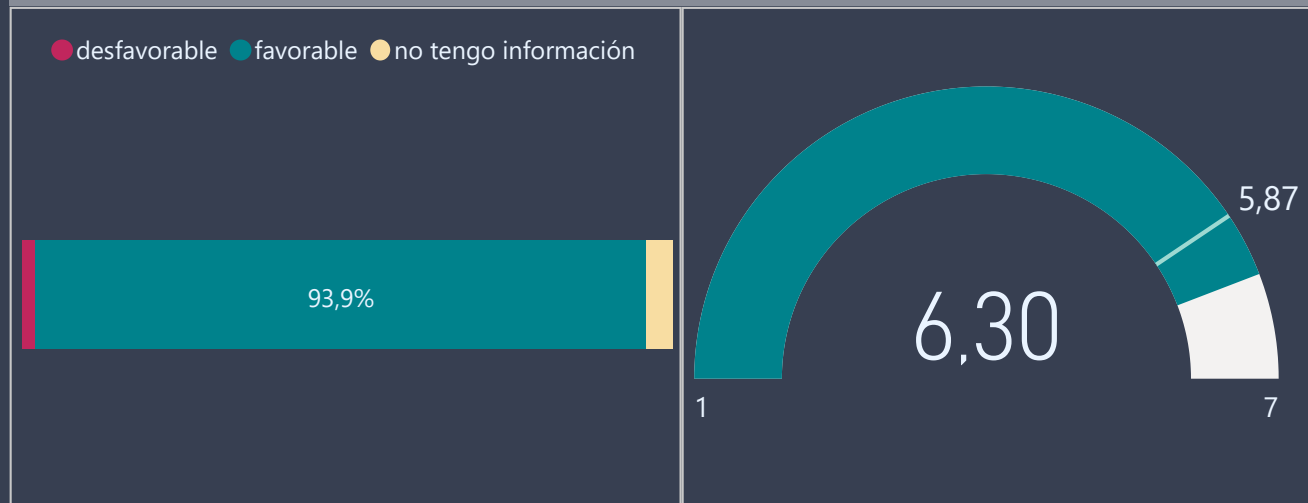 desfavorable favorable no tengo información
93,9%
5,87
6,30
1 7